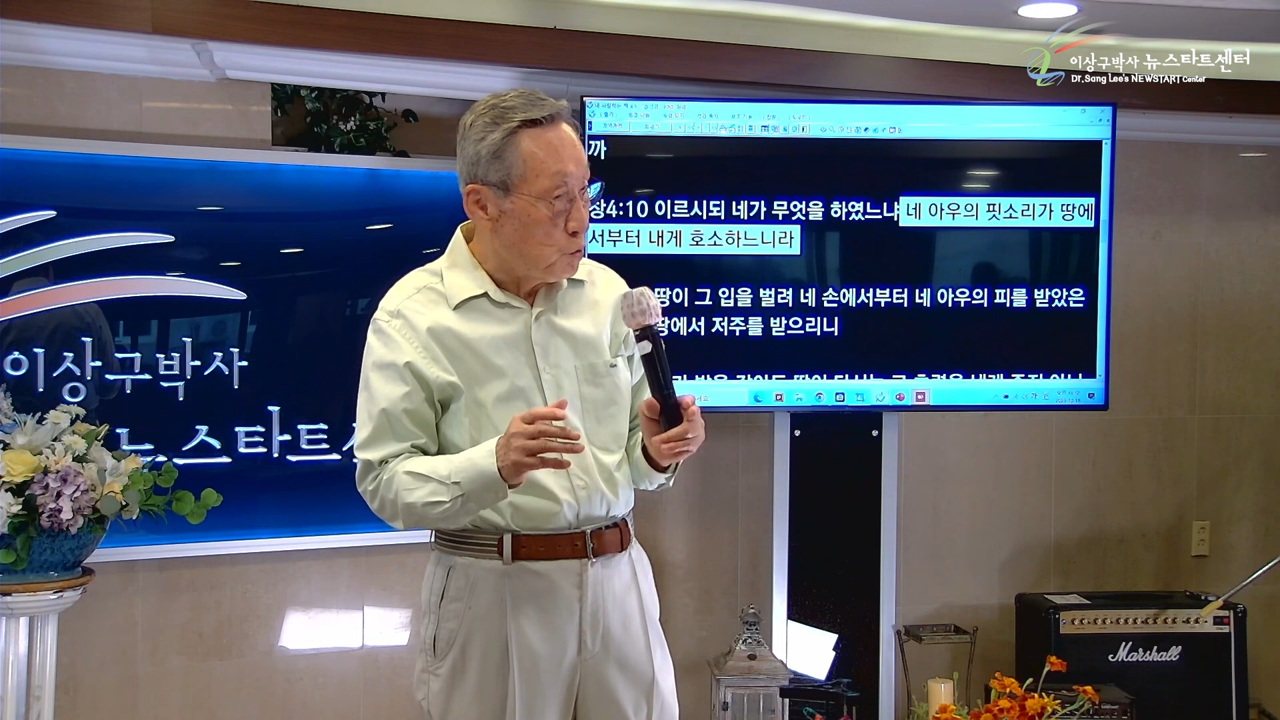 이상구박사 뉴스타트센터
Dr. Sang Lee's NEWSTART Center
까
창4:10 이르시되 네가 무엇을 하였느냐 네 아우의 핏소리가 땅에
서부터 내게 호소하느니라
땅이 그 입을 벌려 네 손에서부터 네 아우의 피를 받았은
땅에서 저주를 받으리니
이상구박사
뉴스타트
Marshall